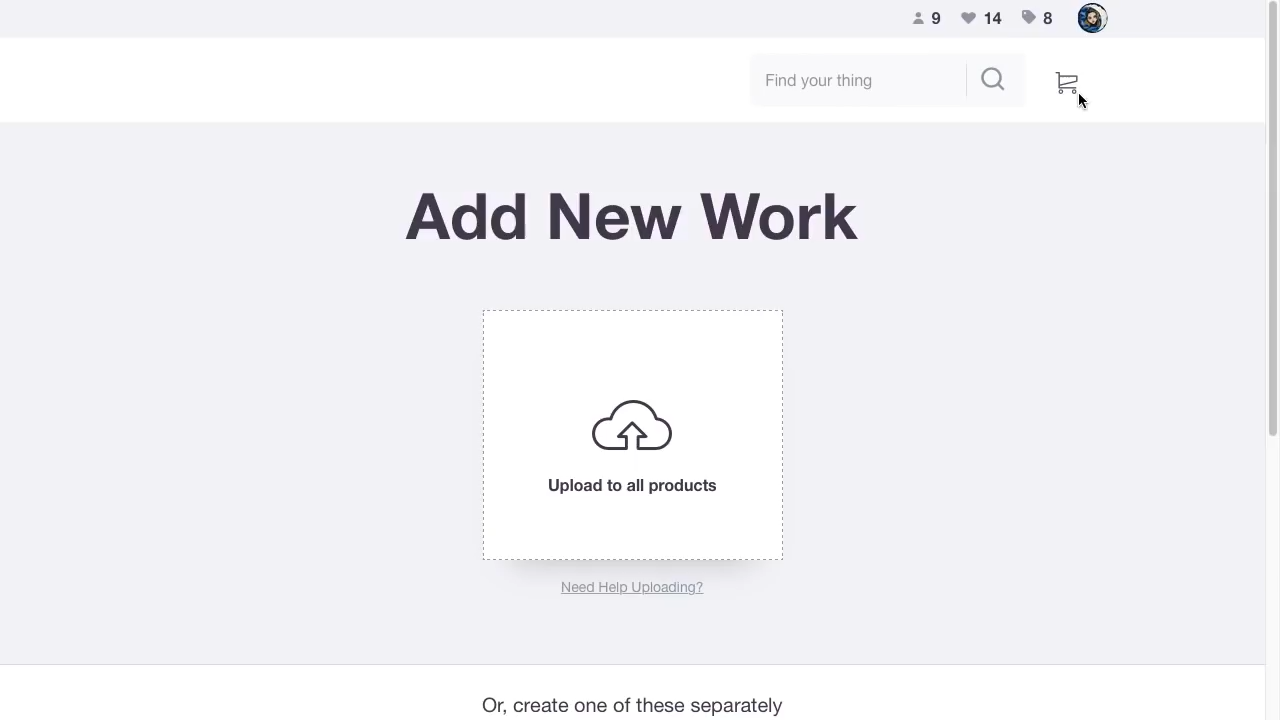 9 14 8
Find your thing
Add New Work
Upload to all products
Need Help Uploading?
Or, create one of these separately